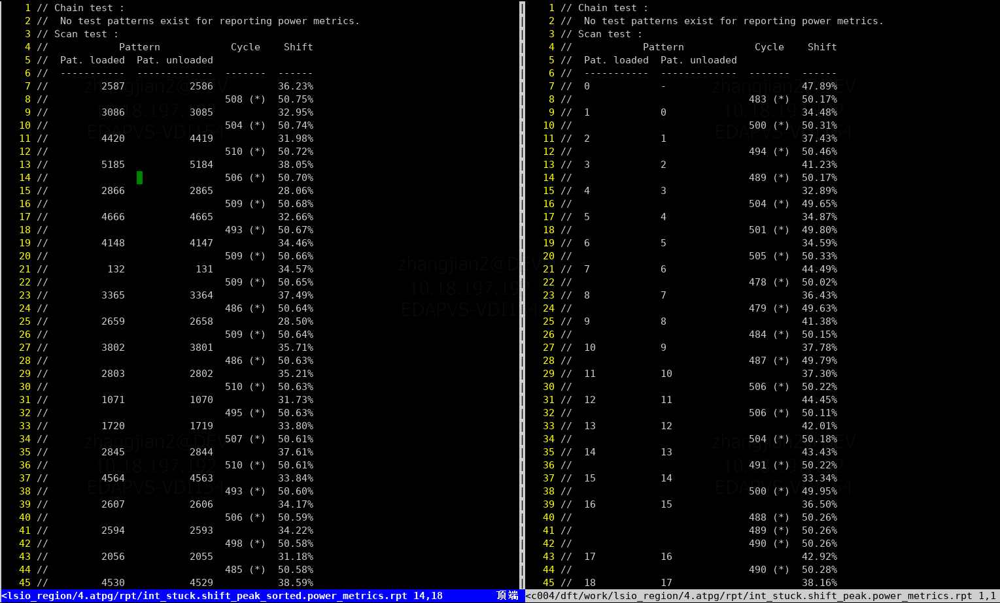 1 // Chain test :
2 //  No test patterns exist for reporting power metrics.
3 // Scan test :
4 //            Pattern            Cycle    Shift
5 //  Pat. loaded  Pat. unloaded
6 //  -----------  -------------  -------  ------
7 //         2587           2586           36.23%
8 //                              508 (*)  50.75%
9 //         3086           3085           32.95%
10 //                              504 (*)  50.74%
11 //         4420           4419           31.98%
12 //                              510 (*)  50.72%
13 //         5185           5184           38.05%
14 //                              506 (*)  50.70%
15 //         2866           2865           28.06%
16 //                              509 (*)  50.68%
17 //         4666           4665           32.66%
18 //                              493 (*)  50.67%
19 //         4148           4147           34.46%
20 //                              509 (*)  50.66%
21 //          132            131           34.57%
22 //                              509 (*)  50.65%
23 //         3365           3364           37.49%
24 //                              486 (*)  50.64%
25 //         2659           2658           28.50%
26 //                              509 (*)  50.64%
27 //         3802           3801           35.71%
28 //                              486 (*)  50.63%
29 //         2803           2802           35.21%
30 //                              510 (*)  50.63%
31 //         1071           1070           31.73%
32 //                              495 (*)  50.63%
33 //         1720           1719           33.80%
34 //                              507 (*)  50.61%
35 //         2845           2844           37.61%
36 //                              510 (*)  50.61%
37 //         4564           4563           33.84%
38 //                              493 (*)  50.60%
39 //         2607           2606           34.17%
40 //                              506 (*)  50.59%
41 //         2594           2593           34.22%
42 //                              498 (*)  50.58%
43 //         2056           2055           31.18%
44 //                              485 (*)  50.58%
45 //         4530           4529           38.59%
<lsio_region/4.atpg/rpt/int_stuck.shift_peak_sorted.power_metrics.rpt 14,18 顶端
1 // Chain test :
2 //  No test patterns exist for reporting power metrics.
3 // Scan test :
4 //            Pattern            Cycle    Shift
5 //  Pat. loaded  Pat. unloaded
6 //  -----------  -------------  -------  ------
7 //  0            -                       47.89%
8 //                              483 (*)  50.17%
9 //  1            0                       34.48%
10 //                              500 (*)  50.31%
11 //  2            1                       37.43%
12 //                              494 (*)  50.46%
13 //  3            2                       41.23%
14 //                              489 (*)  50.17%
15 //  4            3                       32.89%
16 //                              504 (*)  49.65%
17 //  5            4                       34.87%
18 //                              501 (*)  49.80%
19 //  6            5                       34.59%
20 //                              505 (*)  50.33%
21 //  7            6                       44.49%
22 //                              478 (*)  50.02%
23 //  8            7                       36.43%
24 //                              479 (*)  49.63%
25 //  9            8                       41.38%
26 //                              484 (*)  50.15%
27 //  10           9                       37.78%
28 //                              487 (*)  49.79%
29 //  11           10                      37.30%
30 //                              506 (*)  50.22%
31 //  12           11                      44.45%
32 //                              506 (*)  50.11%
33 //  13           12                      42.01%
34 //                              504 (*)  50.18%
35 //  14           13                      43.43%
36 //                              491 (*)  50.22%
37 //  15           14                      33.34%
38 //                              500 (*)  49.95%
39 //  16           15                      36.50%
40 //                              488 (*)  50.26%
41 //                              489 (*)  50.26%
42 //                              490 (*)  50.26%
43 //  17           16                      42.92%
44 //                              490 (*)  50.28%
45 //  18           17                      38.16%
<c004/dft/work/lsio_region/4.atpg/rpt/int_stuck.shift_peak.power_metrics.rpt 1,1